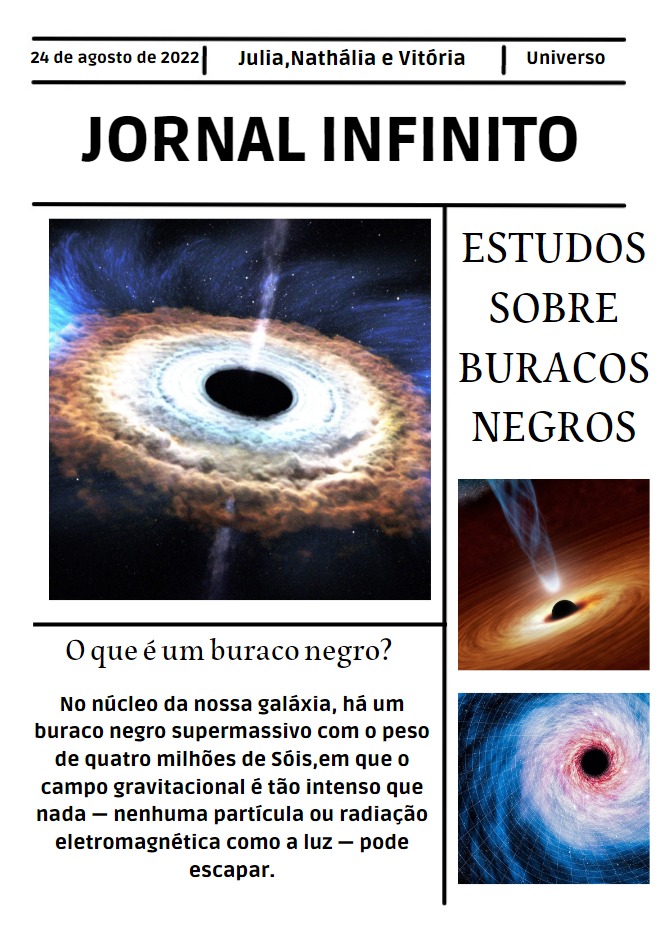 24 de agosto de 2022
Julia,Nathália e Vitória
Universo
JORNAL INFINITO
ESTUDOS
SOBRE
BURACOS
NEGROS
O que é um buraco negro?
No núcleo da nossa galáxia, há um
buraco negro supermassivo com o peso
de quatro milhões de Sóis,em que o
campo gravitacional é tão intenso que
nada — nenhuma partícula ou radiação
eletromagnética como a luz — pode
escapar.